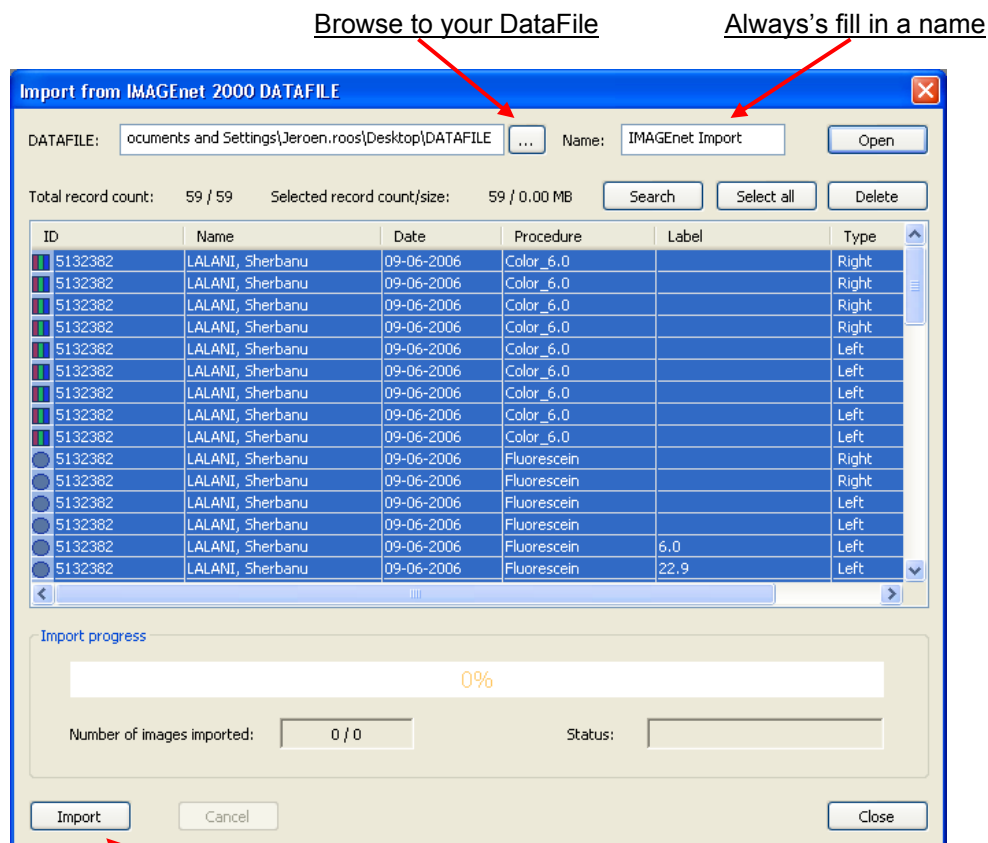 Browse to your DataFile Always's fill in a name
Import from IMAGEnet 2000 DATAFILE
DATAFILE: ocuments and Settings\Jeroen.roos\Desktop\DATAFILE ... Name: IMAGEnet Import Open
Total record count: 59 / 59 Selected record count/size: 59 / 0.00 MB Search Select all Delete
ID Name Date Procedure Label Type
5132382 LALANI, Sherbanu 09-06-2006 Color_6.0 Right
5132382 LALANI, Sherbanu 09-06-2006 Color_6.0 Right
5132382 LALANI, Sherbanu 09-06-2006 Color_6.0 Right
5132382 LALANI, Sherbanu 09-06-2006 Color_6.0 Right
5132382 LALANI, Sherbanu 09-06-2006 Color_6.0 Left
5132382 LALANI, Sherbanu 09-06-2006 Color_6.0 Left
5132382 LALANI, Sherbanu 09-06-2006 Color_6.0 Left
5132382 LALANI, Sherbanu 09-06-2006 Color_6.0 Left
5132382 LALANI, Sherbanu 09-06-2006 Color_6.0 Left
5132382 LALANI, Sherbanu 09-06-2006 Fluorescein Right
5132382 LALANI, Sherbanu 09-06-2006 Fluorescein Right
5132382 LALANI, Sherbanu 09-06-2006 Fluorescein Left
5132382 LALANI, Sherbanu 09-06-2006 Fluorescein Left
5132382 LALANI, Sherbanu 09-06-2006 Fluorescein 6.0 Left
5132382 LALANI, Sherbanu 09-06-2006 Fluorescein 22.9 Left
Import progress
0%
Number of images imported: 0 / 0 Status:
Import Cancel Close